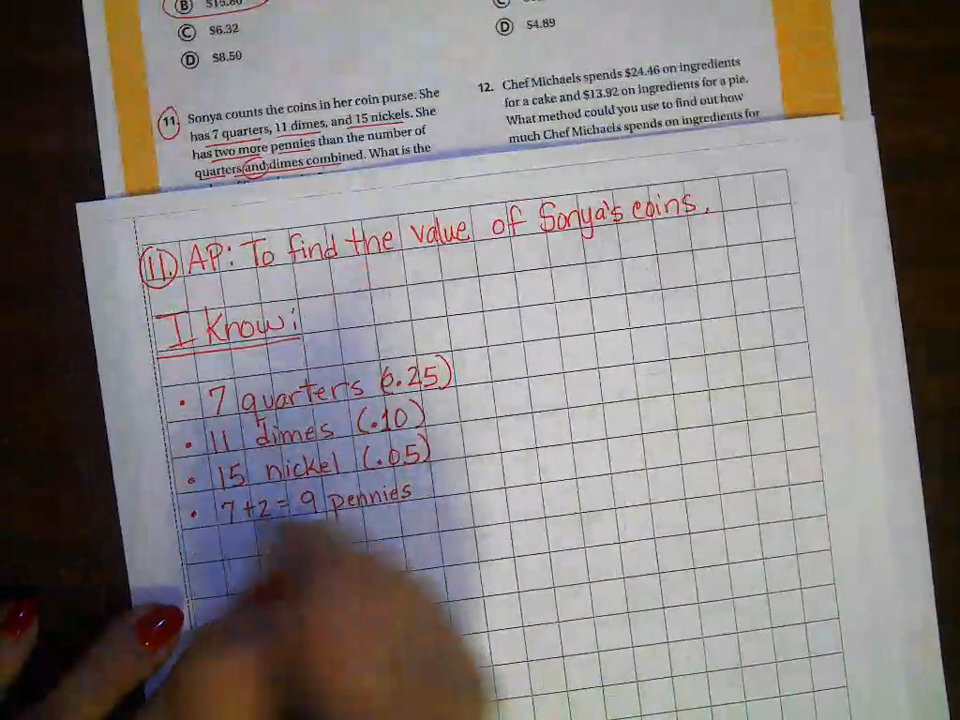 B $15.60
C $6.32
D $8.50
D $4.89
11. Sonya counts the coins in her coin purse. She
has 7 quarters, 11 dimes, and 15 nickels. She
has two more pennies than the number of
quarters and dimes combined. What is the
12. Chef Michaels spends $24.46 on ingredients
for a cake and $13.92 on ingredients for a pie.
What method could you use to find out how
much Chef Michaels spends on ingredients for
11. AP: To find the value of Sonya's coins.
I Know:
• 7 quarters (.25)
• 11 dimes (.10)
• 15 nickel (.05)
• 7+2= 9 pennies